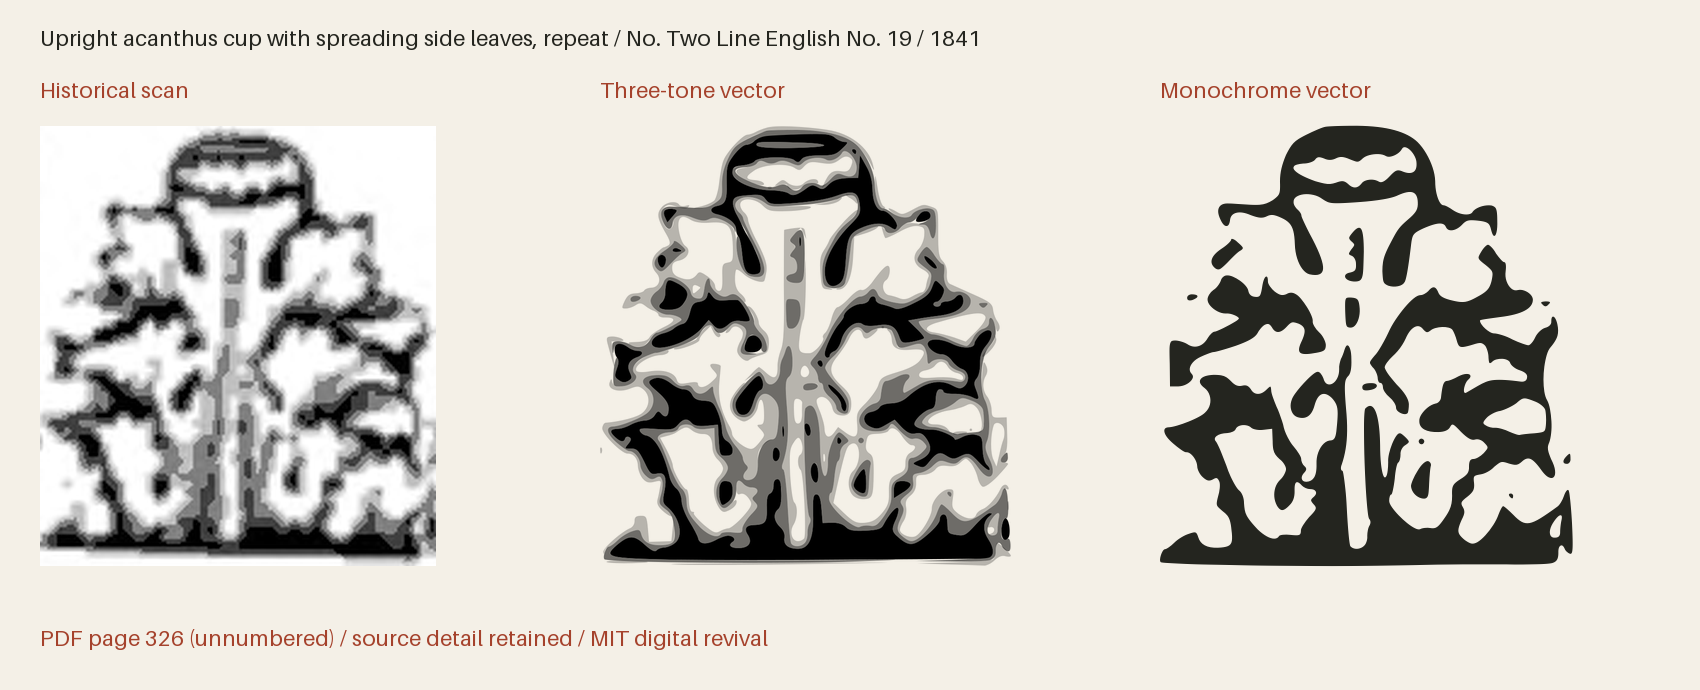 Upright acanthus cup with spreading side leaves, repeat / No. Two Line English No. 19 / 1841
Historical scan
Three-tone vector
Monochrome vector
PDF page 326 (unnumbered) / source detail retained / MIT digital revival